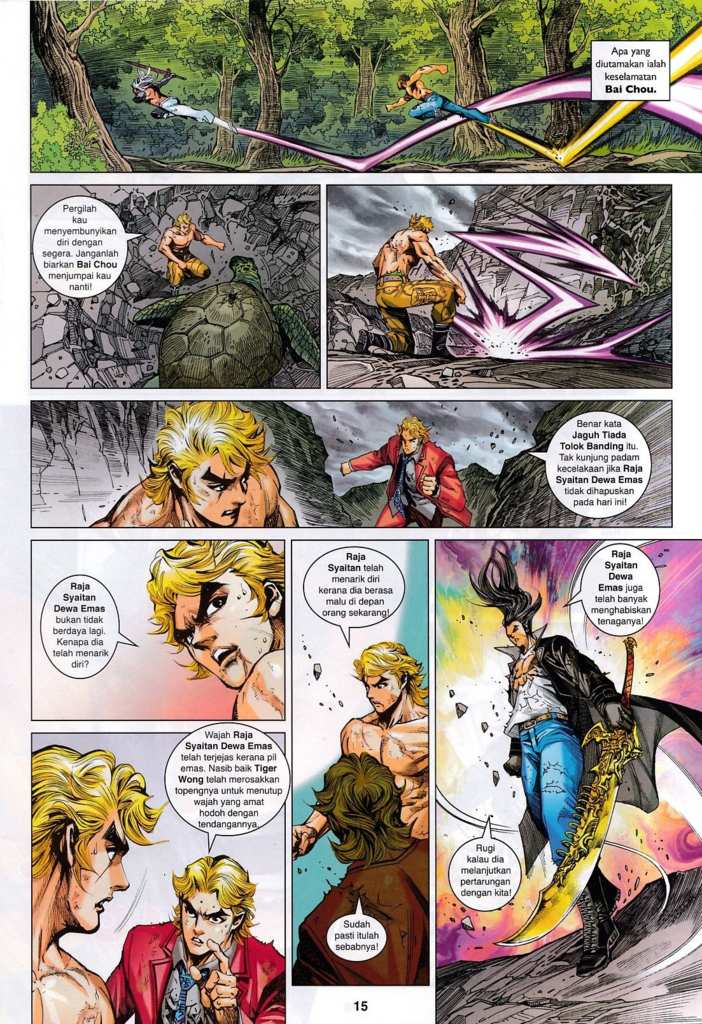 Apa yang
diutamakan ialah
keselamatan
Bai Chou.
Pergilah
kau
menyembunyikan
diri dengan
segera. Janganlah
biarkan Bai Chou
menjumpai kau
nanti!
Benar kata
Jaguh Tiada
Tolok Banding itu.
Tak kunjung padam
kecelakaan jika Raja
Syaitan Dewa Emas
tidak dihapuskan
pada hari ini!
Raja
Syaitan
Dewa Emas
bukan tidak
berdaya lagi.
Kenapa dia
telah menarik
diri?
Raja
Syaitan telah
menarik diri
kerana dia berasa
malu di depan
orang sekarang!
Sudah
pasti itulah
sebabnya!
Raja
Syaitan
Dewa
Emas juga
telah banyak
menghabiskan
tenaganya!
Rugi
kalau dia
melanjutkan
pertarungan
dengan kita!
Wajah Raja
Syaitan Dewa Emas
telah terjejas kerana pil
emas. Nasib baik Tiger
Wong telah merosakkan
topengnya untuk menutup
wajah yang amat
hodoh dengan
tendangannya.
15